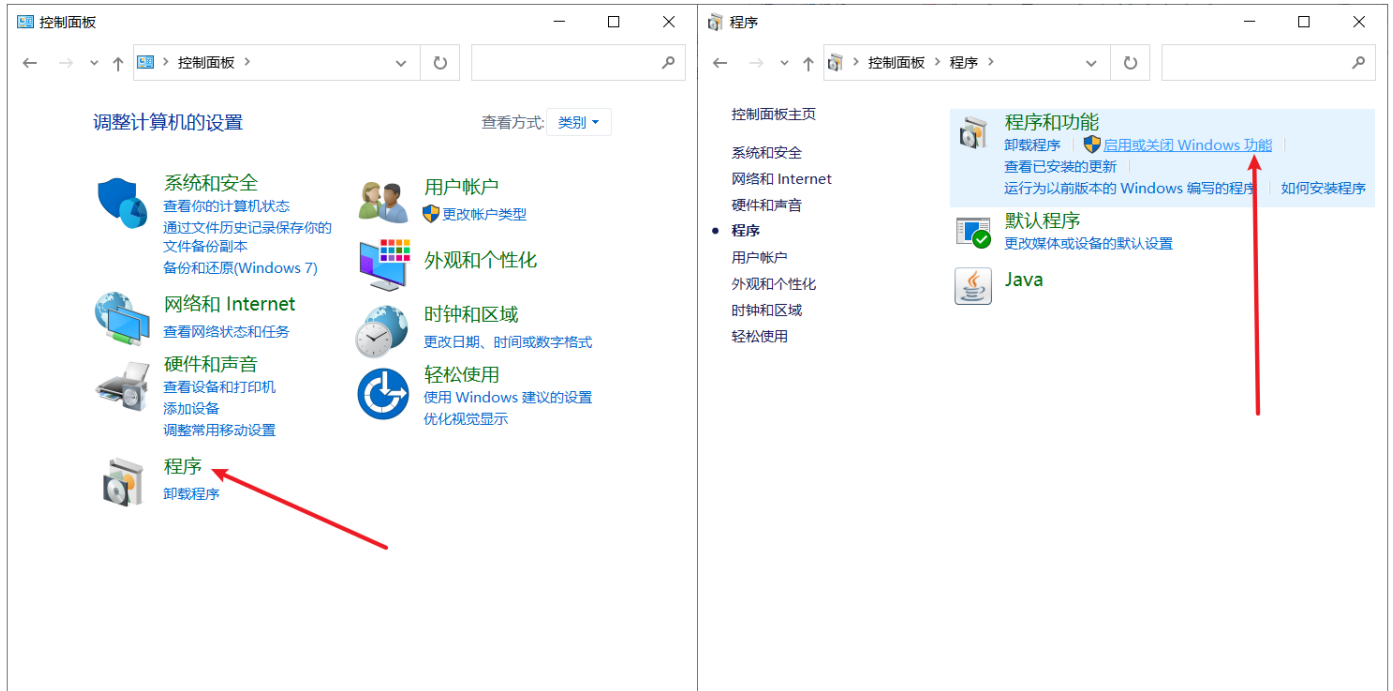 控制面板
控制面板
调整计算机的设置
查看方式: 类别
系统和安全
查看你的计算机状态
通过文件历史记录保存你的
文件备份副本
备份和还原(Windows 7)
网络和 Internet
查看网络状态和任务
硬件和声音
查看设备和打印机
添加设备
调整常用移动设置
程序
卸载程序
用户帐户
更改帐户类型
外观和个性化
时钟和区域
更改日期、时间或数字格式
轻松使用
使用 Windows 建议的设置
优化视觉显示
程序
控制面板 程序
控制面板主页
系统和安全
网络和 Internet
硬件和声音
程序
用户帐户
外观和个性化
时钟和区域
轻松使用
程序和功能
卸载程序 启用或关闭 Windows 功能
查看已安装的更新
运行为以前版本的 Windows 编写的程序 如何安装程序
默认程序
更改媒体或设备的默认设置
Java